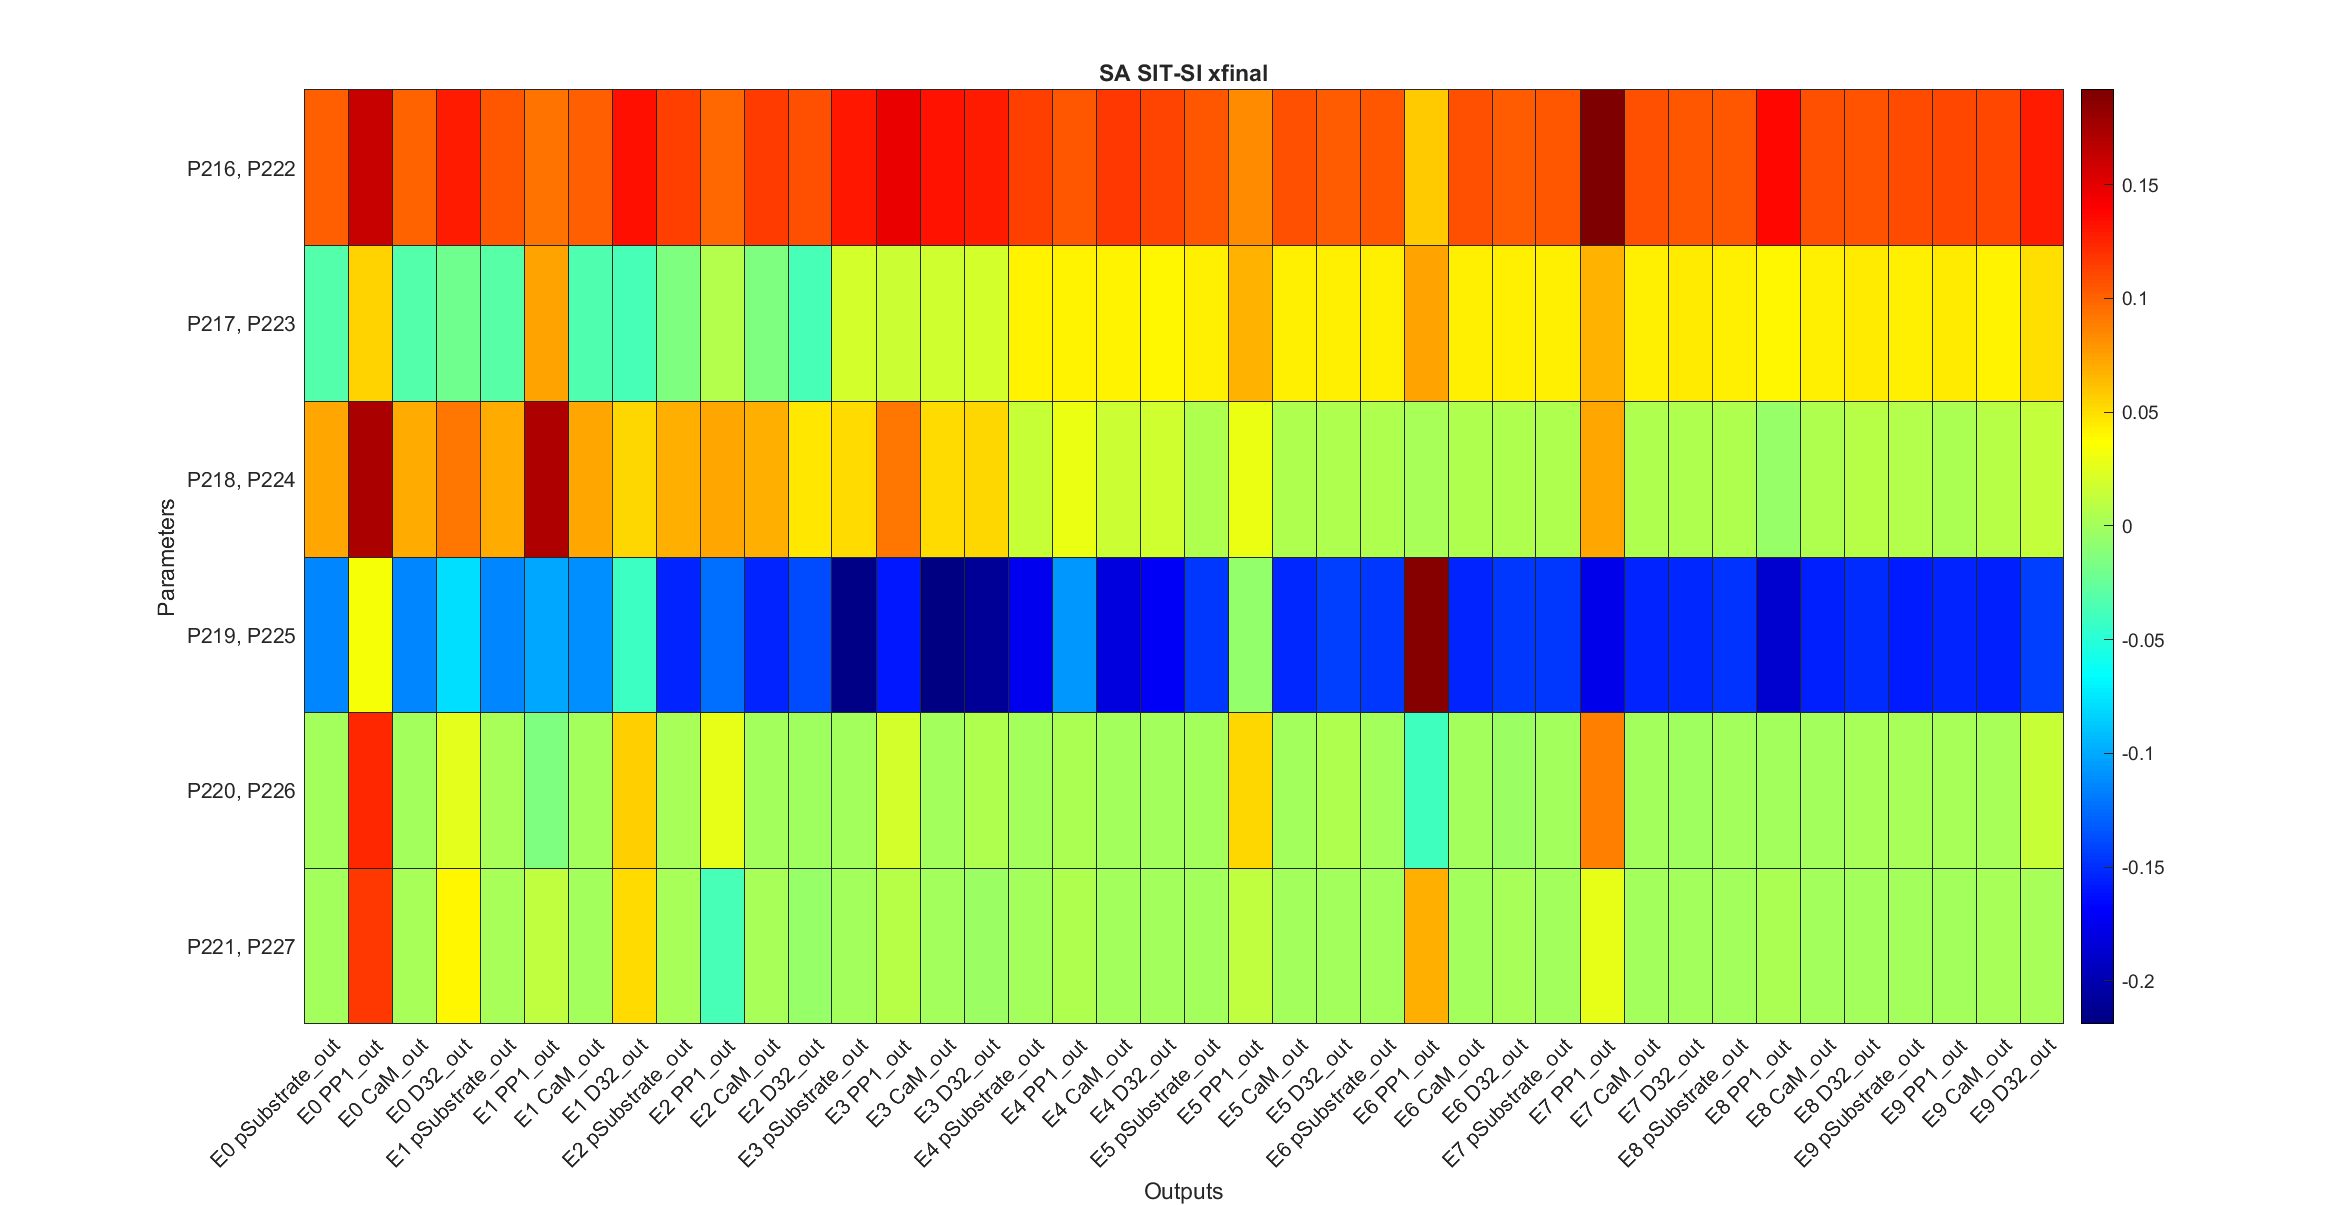 SA SIT-SI xfinal
Parameters
P216, P222
P217, P223
P218, P224
P219, P225
P220, P226
P221, P227
0.15
0.1
0.05
0
-0.05
-0.1
-0.15
-0.2
E0 pSubstrate_out
E0 PP1_out
E0 CaM_out
E0 D32_out
E1 pSubstrate_out
E1 PP1_out
E1 CaM_out
E1 D32_out
E2 pSubstrate_out
E2 PP1_out
E2 CaM_out
E2 D32_out
E3 pSubstrate_out
E3 PP1_out
E3 CaM_out
E3 D32_out
E4 pSubstrate_out
E4 PP1_out
E4 CaM_out
E4 D32_out
E5 pSubstrate_out
E5 PP1_out
E5 CaM_out
E5 D32_out
E6 pSubstrate_out
E6 PP1_out
E6 CaM_out
E6 D32_out
E7 pSubstrate_out
E7 PP1_out
E7 CaM_out
E7 D32_out
E8 pSubstrate_out
E8 PP1_out
E8 CaM_out
E8 D32_out
E9 pSubstrate_out
E9 PP1_out
E9 CaM_out
E9 D32_out
Outputs